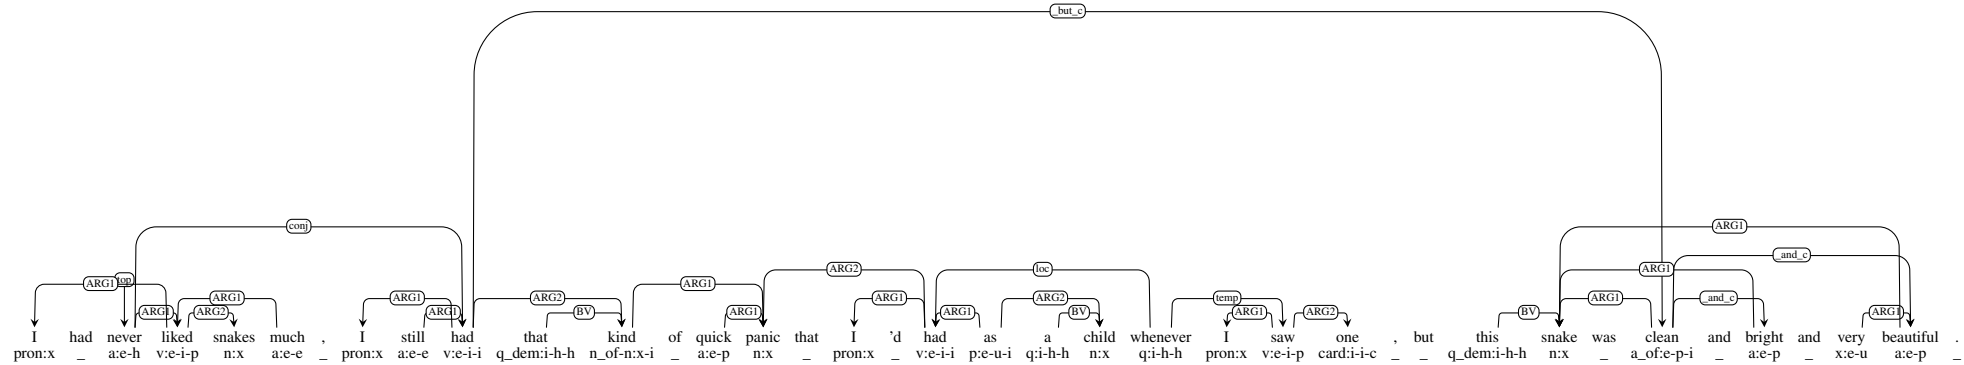 _but_c
conj ARG1
_and_c
ARG2 loc ARG1
top
ARG1 ARG1
ARG1 ARG1 ARG2 ARG1 temp ARG1 _and_c
ARG1 ARG2 ARG1 BV ARG1 ARG1 BV ARG1 ARG2 BV ARG1
I had never liked snakes much , I still had that kind of quick panic that I 'd had as a child whenever I saw one , but this snake was clean and bright and very beautiful .
pron:x _ a:e-h v:e-i-p n:x a:e-e _ pron:x a:e-e v:e-i-i q_dem:i-h-h n_of-n:x-i _ a:e-p n:x _ pron:x _ v:e-i-i p:e-u-i q:i-h-h n:x q:i-h-h pron:x v:e-i-p card:i-i-c _ _ q_dem:i-h-h n:x _ a_of:e-p-i _ a:e-p _ x:e-u a:e-p _